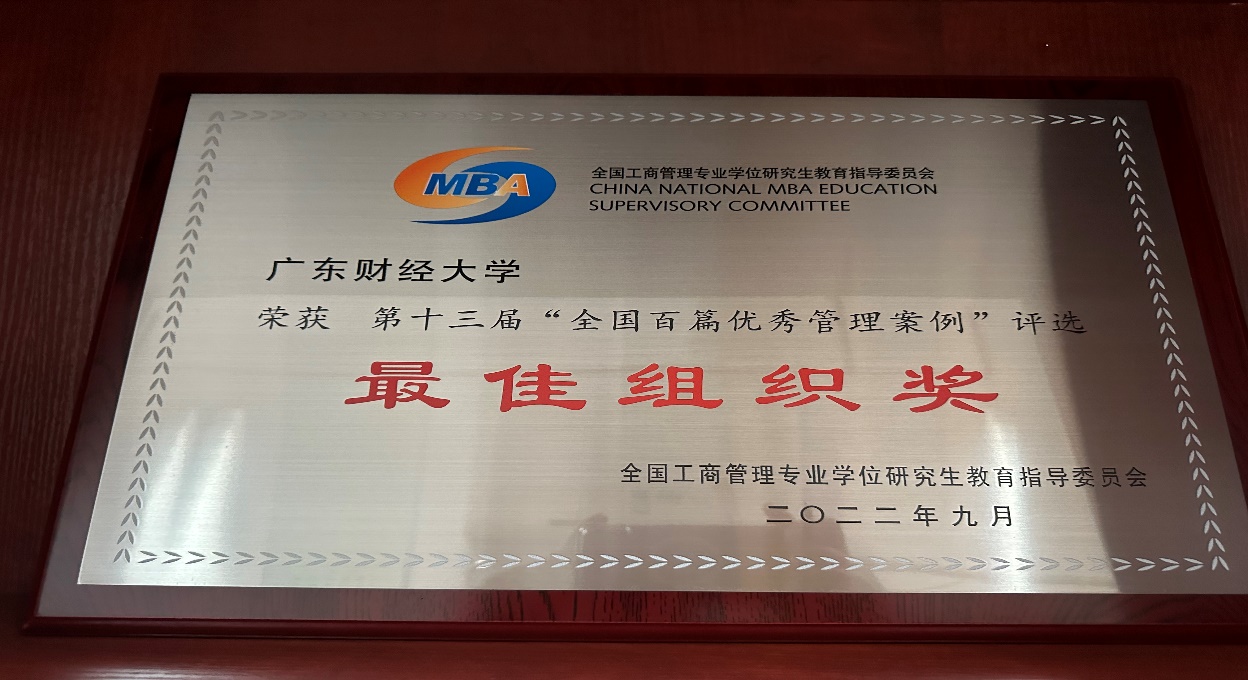 MBA
全国工商管理专业学位研究生教育指导委员会
CHINA NATIONAL MBA EDUCATION
SUPERVISORY COMMITTEE
广东财经大学
荣获 第十三届“全国百篇优秀管理案例”评选
最佳组织奖
全国工商管理专业学位研究生教育指导委员会
二〇二二年九月